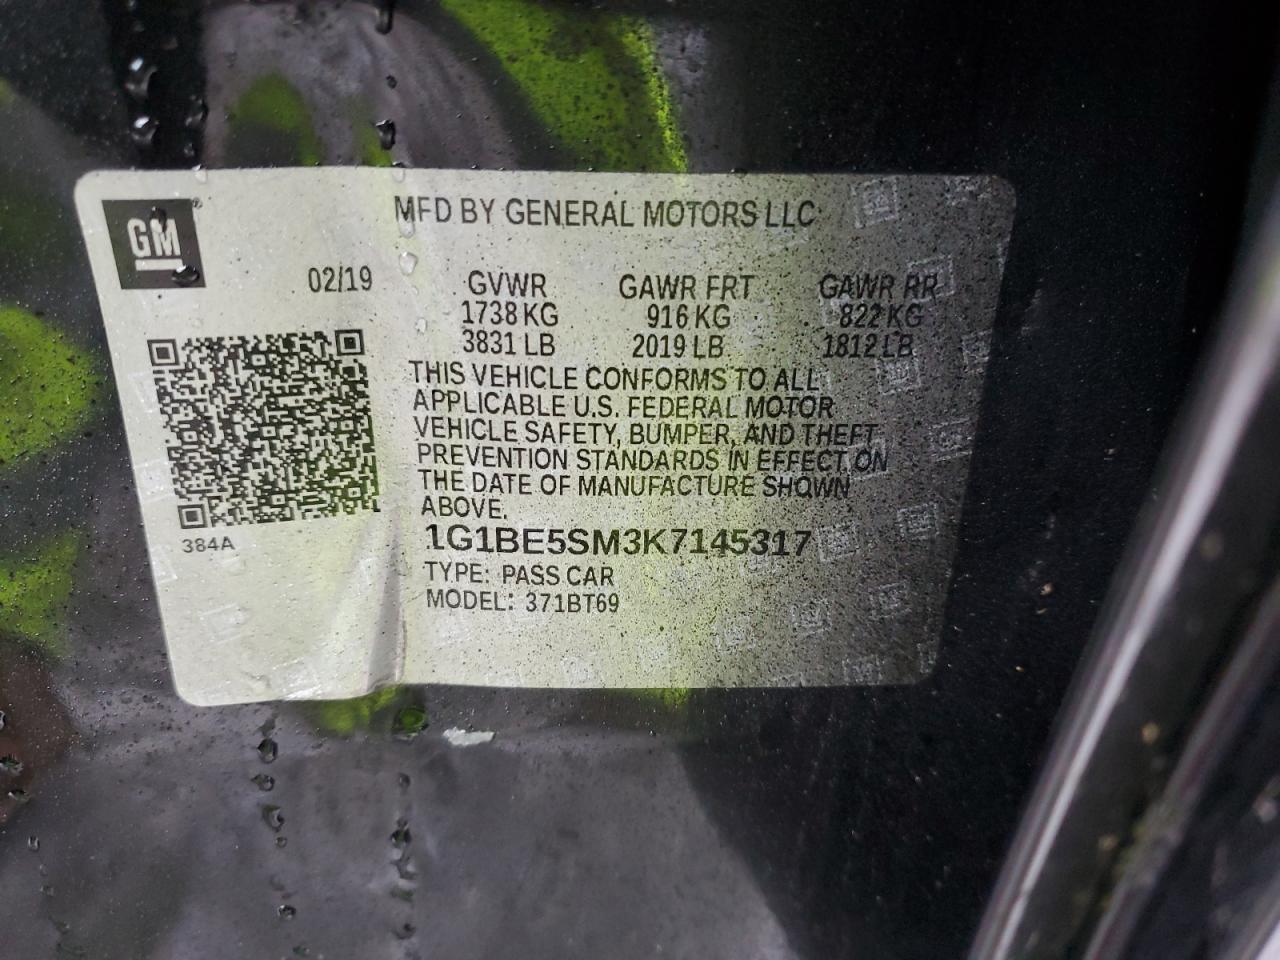 GM
MFD BY GENERAL MOTORS LLC
02/19 GVWR GAWR FRT GAWR RR
1738 KG 916 KG 822 KG
3831 LB 2019 LB 1812 LB
THIS VEHICLE CONFORMS TO ALL
APPLICABLE U.S. FEDERAL MOTOR
VEHICLE SAFETY, BUMPER, AND THEFT
PREVENTION STANDARDS IN EFFECT ON
THE DATE OF MANUFACTURE SHOWN
ABOVE.
1G1BE5SM3K7145317
384A
TYPE: PASS CAR
MODEL: 371BT69